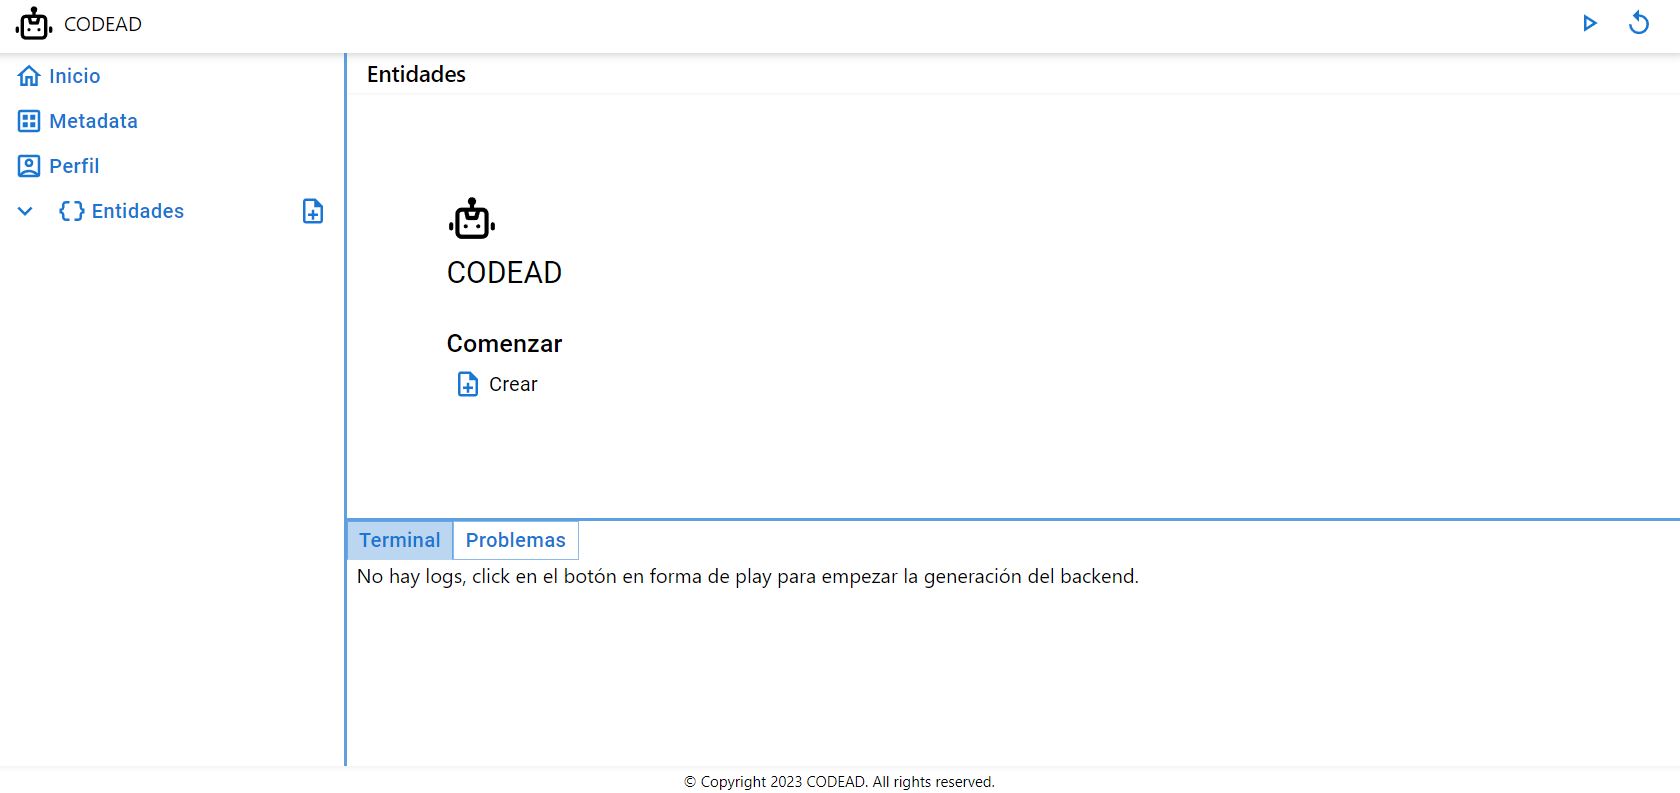 CODEAD
Inicio
Metadata
Perfil
Entidades
Entidades
CODEAD
Comenzar
Crear
Terminal Problemas
No hay logs, click en el botón en forma de play para empezar la generación del backend.
© Copyright 2023 CODEAD. All rights reserved.